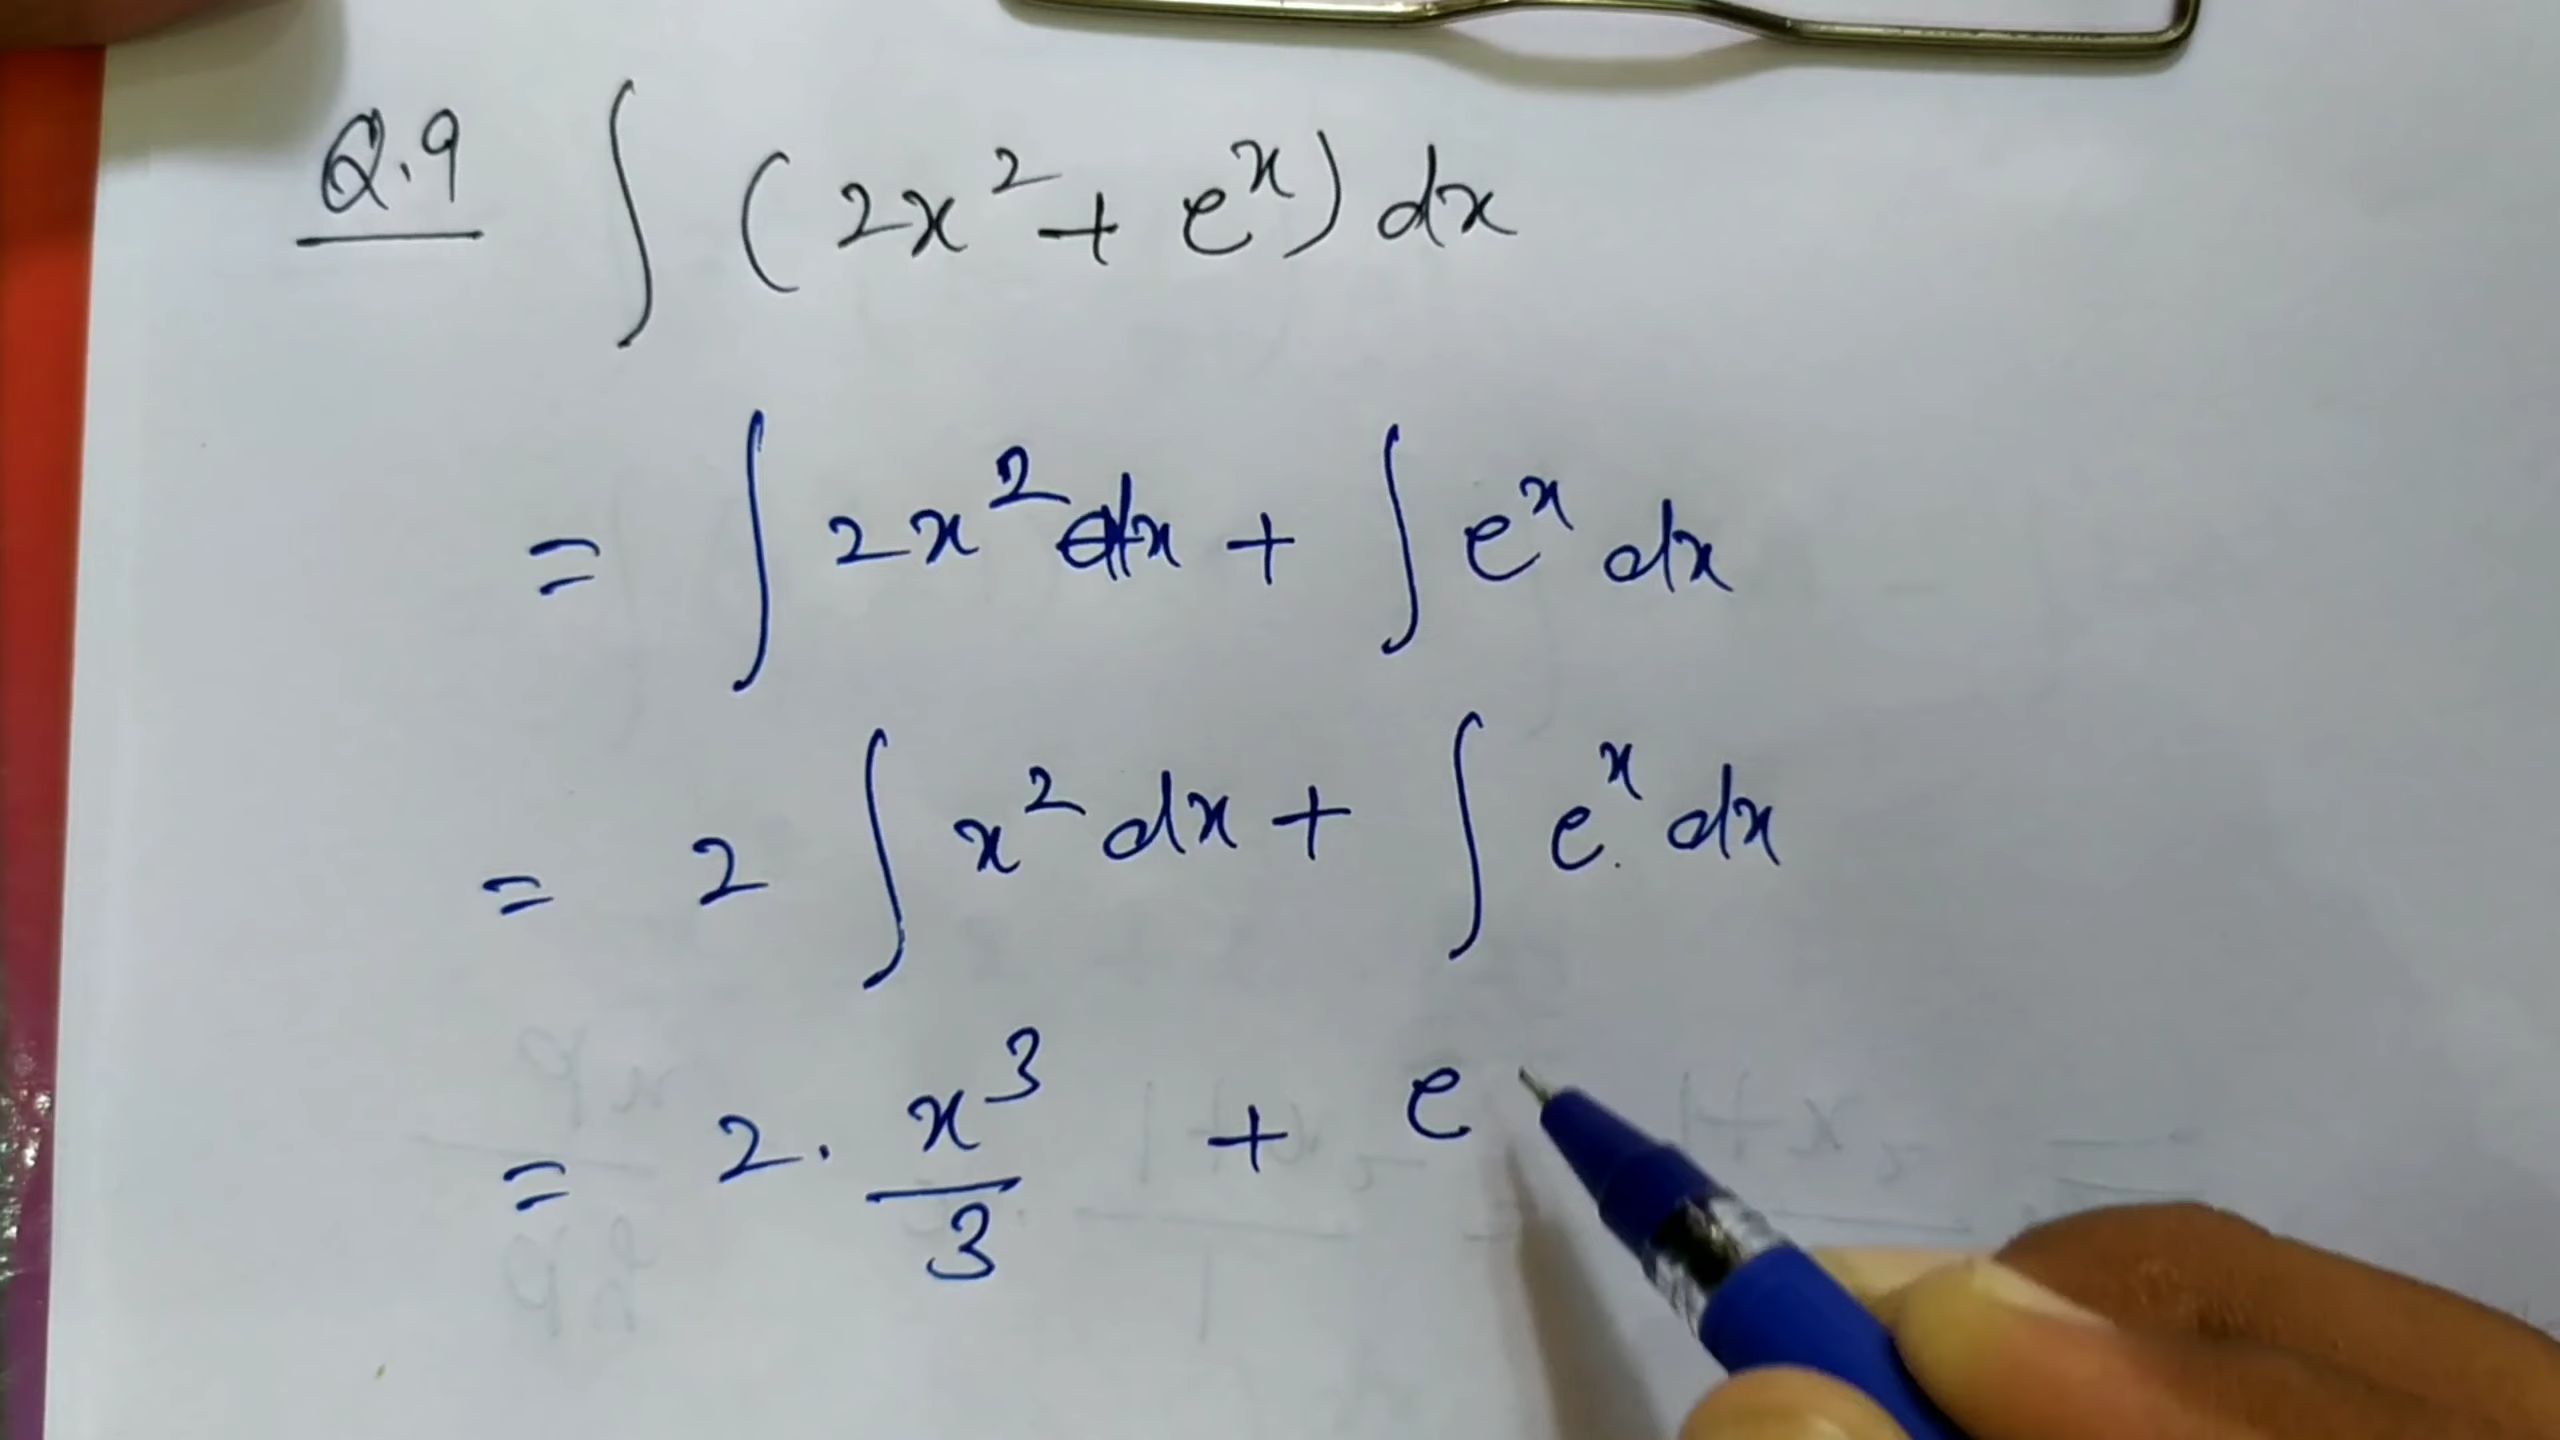 Q.9 ∫ (2x² + eˣ) dx
= ∫ 2x² dx + ∫ eˣ dx
= 2 ∫ x² dx + ∫ eˣ dx
= 2 · x³/3 + e